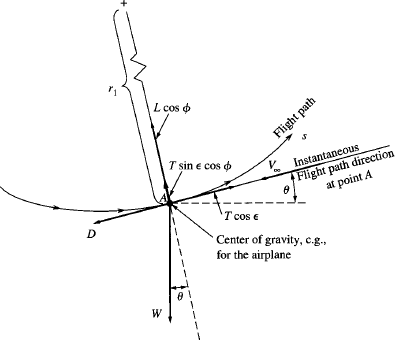 +
r₁
L cos ϕ
Flight path
s
T sin ϵ cos ϕ
V∞
Instantaneous
Flight path direction
at point A
θ
A
T cos ϵ
D
Center of gravity, c.g.,
for the airplane
θ
W